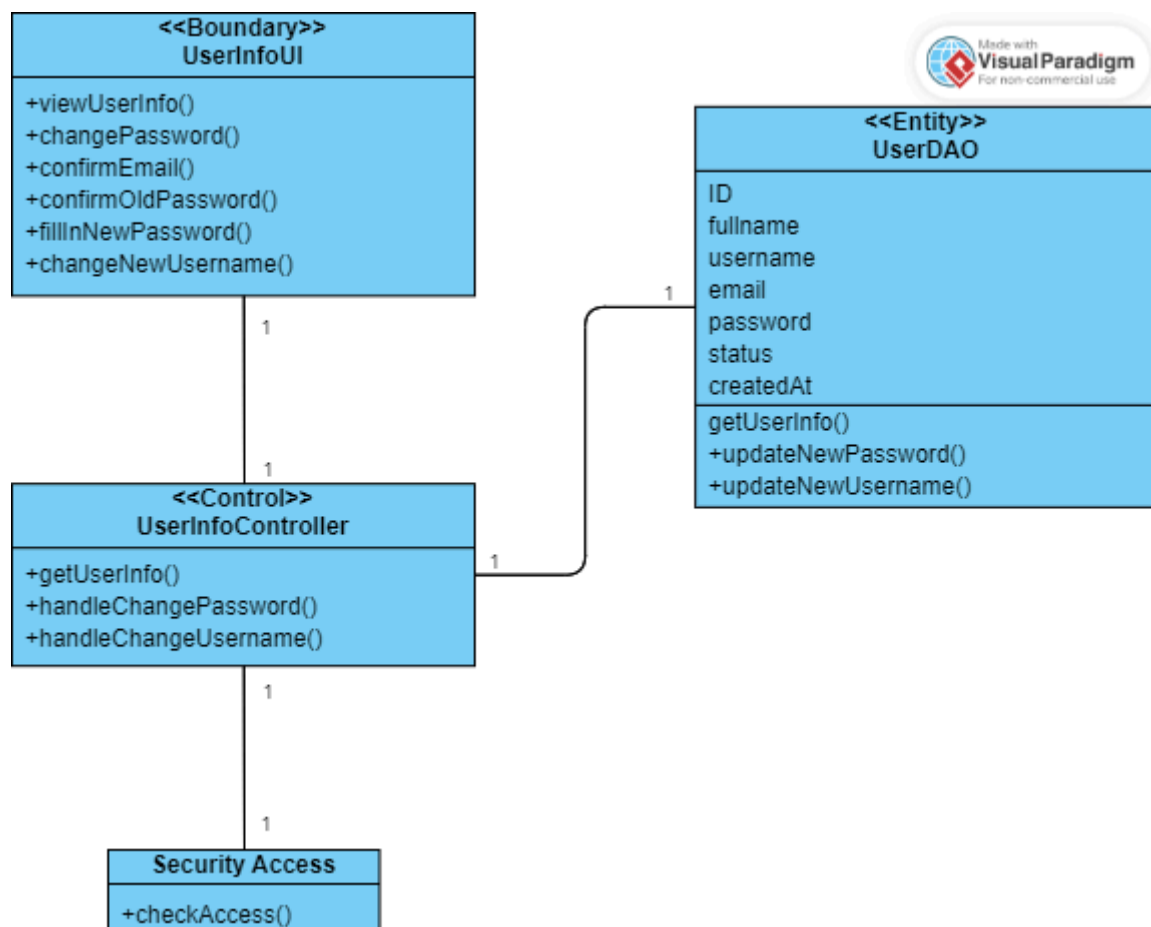 <<Boundary>>
UserInfoUI
+viewUserInfo()
+changePassword()
+confirmEmail()
+confirmOldPassword()
+fillInNewPassword()
+changeNewUsername()
1
1
<<Control>>
UserInfoController
+getUserInfo()
+handleChangePassword()
+handleChangeUsername()
1
1
Security Access
+checkAccess()
1
1
Made with
Visual Paradigm
For non-commercial use
<<Entity>>
UserDAO
ID
fullname
username
email
password
status
createdAt
getUserInfo()
+updateNewPassword()
+updateNewUsername()